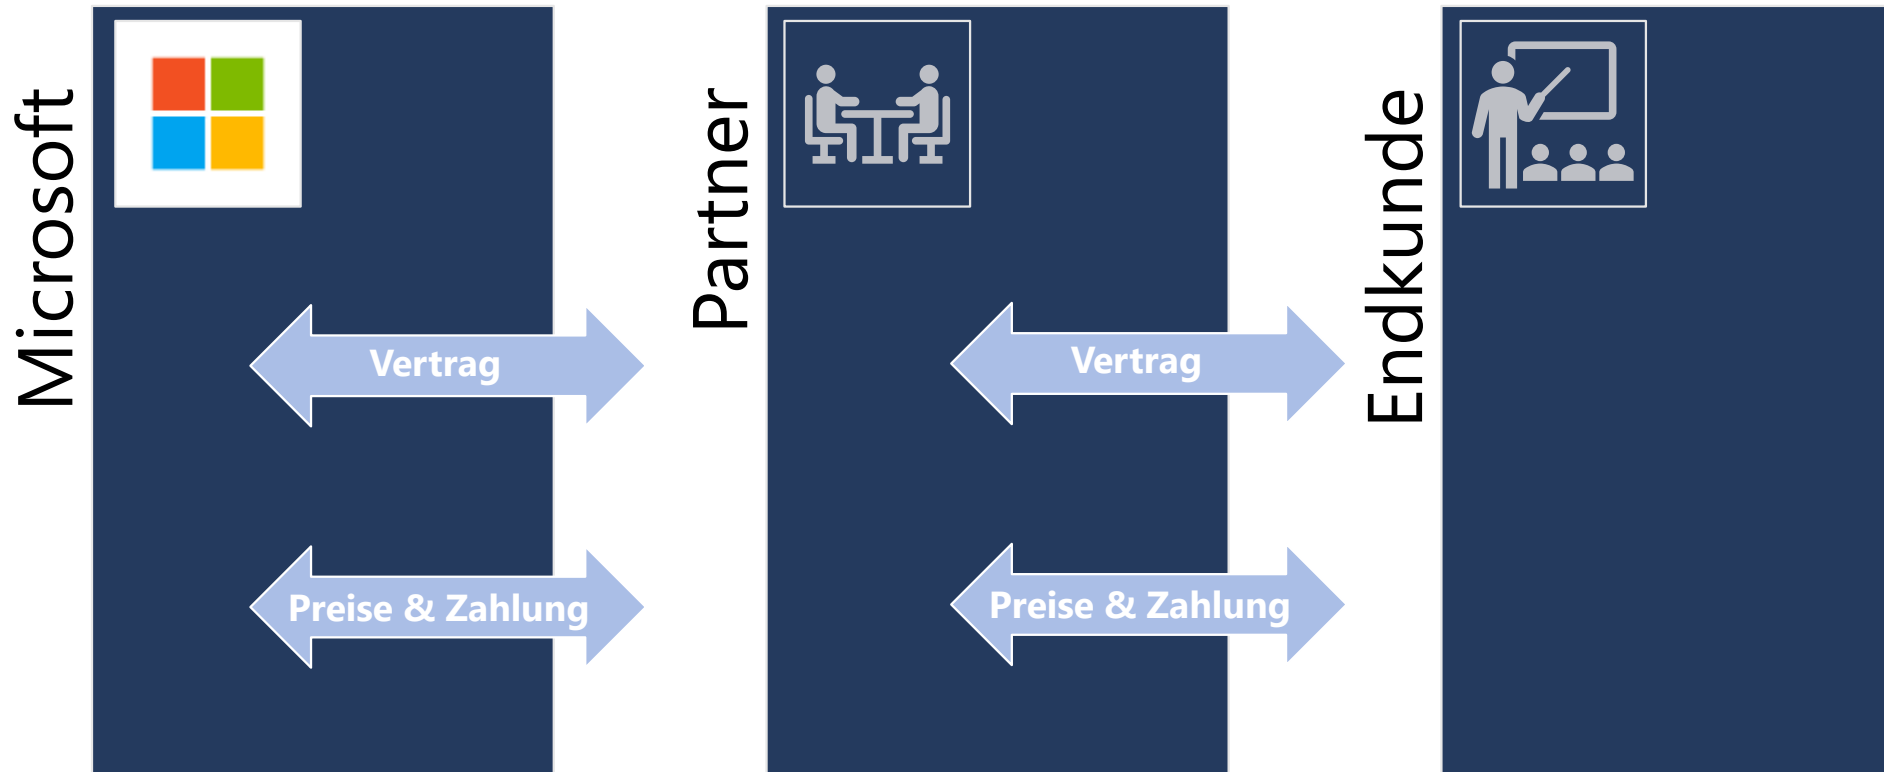 Microsoft
Partner
Endkunde
Vertrag
Vertrag
Preise & Zahlung
Preise & Zahlung